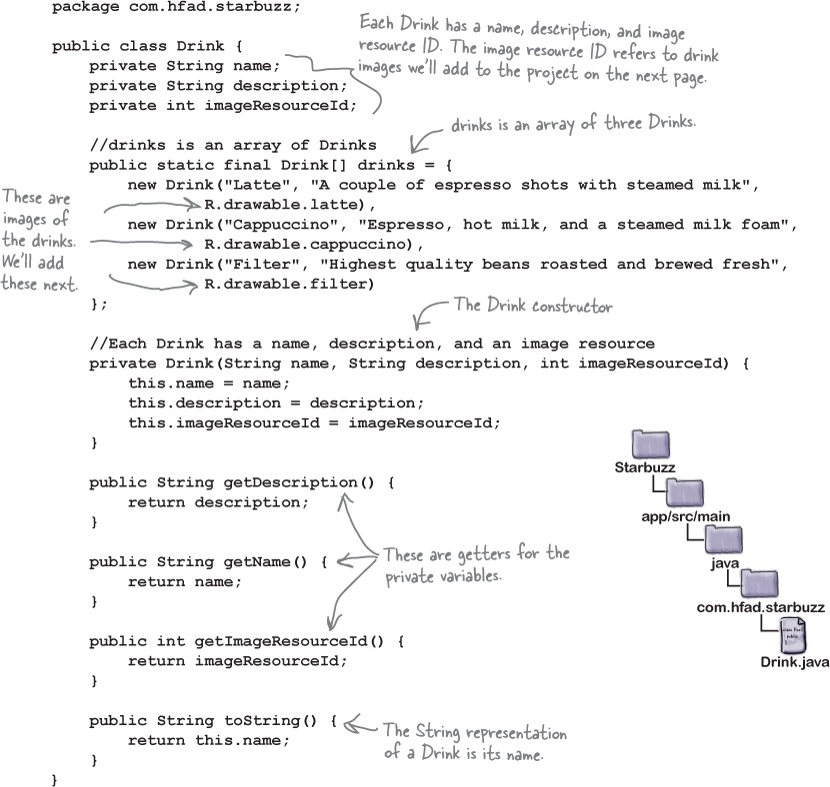 package com.hfad.starbuzz;
Each Drink has a name, description, and image
resource ID. The image resource ID refers to drink
images we'll add to the project on the next page.
public class Drink {
private String name;
private String description;
private int imageResourceId;
drinks is an array of three Drinks.
//drinks is an array of Drinks
public static final Drink[] drinks = {
new Drink("Latte", "A couple of espresso shots with steamed milk",
R.drawable.latte),
new Drink("Cappuccino", "Espresso, hot milk, and a steamed milk foam",
R.drawable.cappuccino),
new Drink("Filter", "Highest quality beans roasted and brewed fresh",
R.drawable.filter)
};
These are
images of
the drinks.
We'll add
these next.
The Drink constructor
//Each Drink has a name, description, and an image resource
private Drink(String name, String description, int imageResourceId) {
this.name = name;
this.description = description;
this.imageResourceId = imageResourceId;
}
public String getDescription() {
return description;
}
public String getName() {
return name;
}
These are getters for the
private variables.
public int getImageResourceId() {
return imageResourceId;
}
public String toString() {
return this.name;
}
The String representation
of a Drink is its name.
}
Starbuzz
app/src/main
java
com.hfad.starbuzz
Drink.java